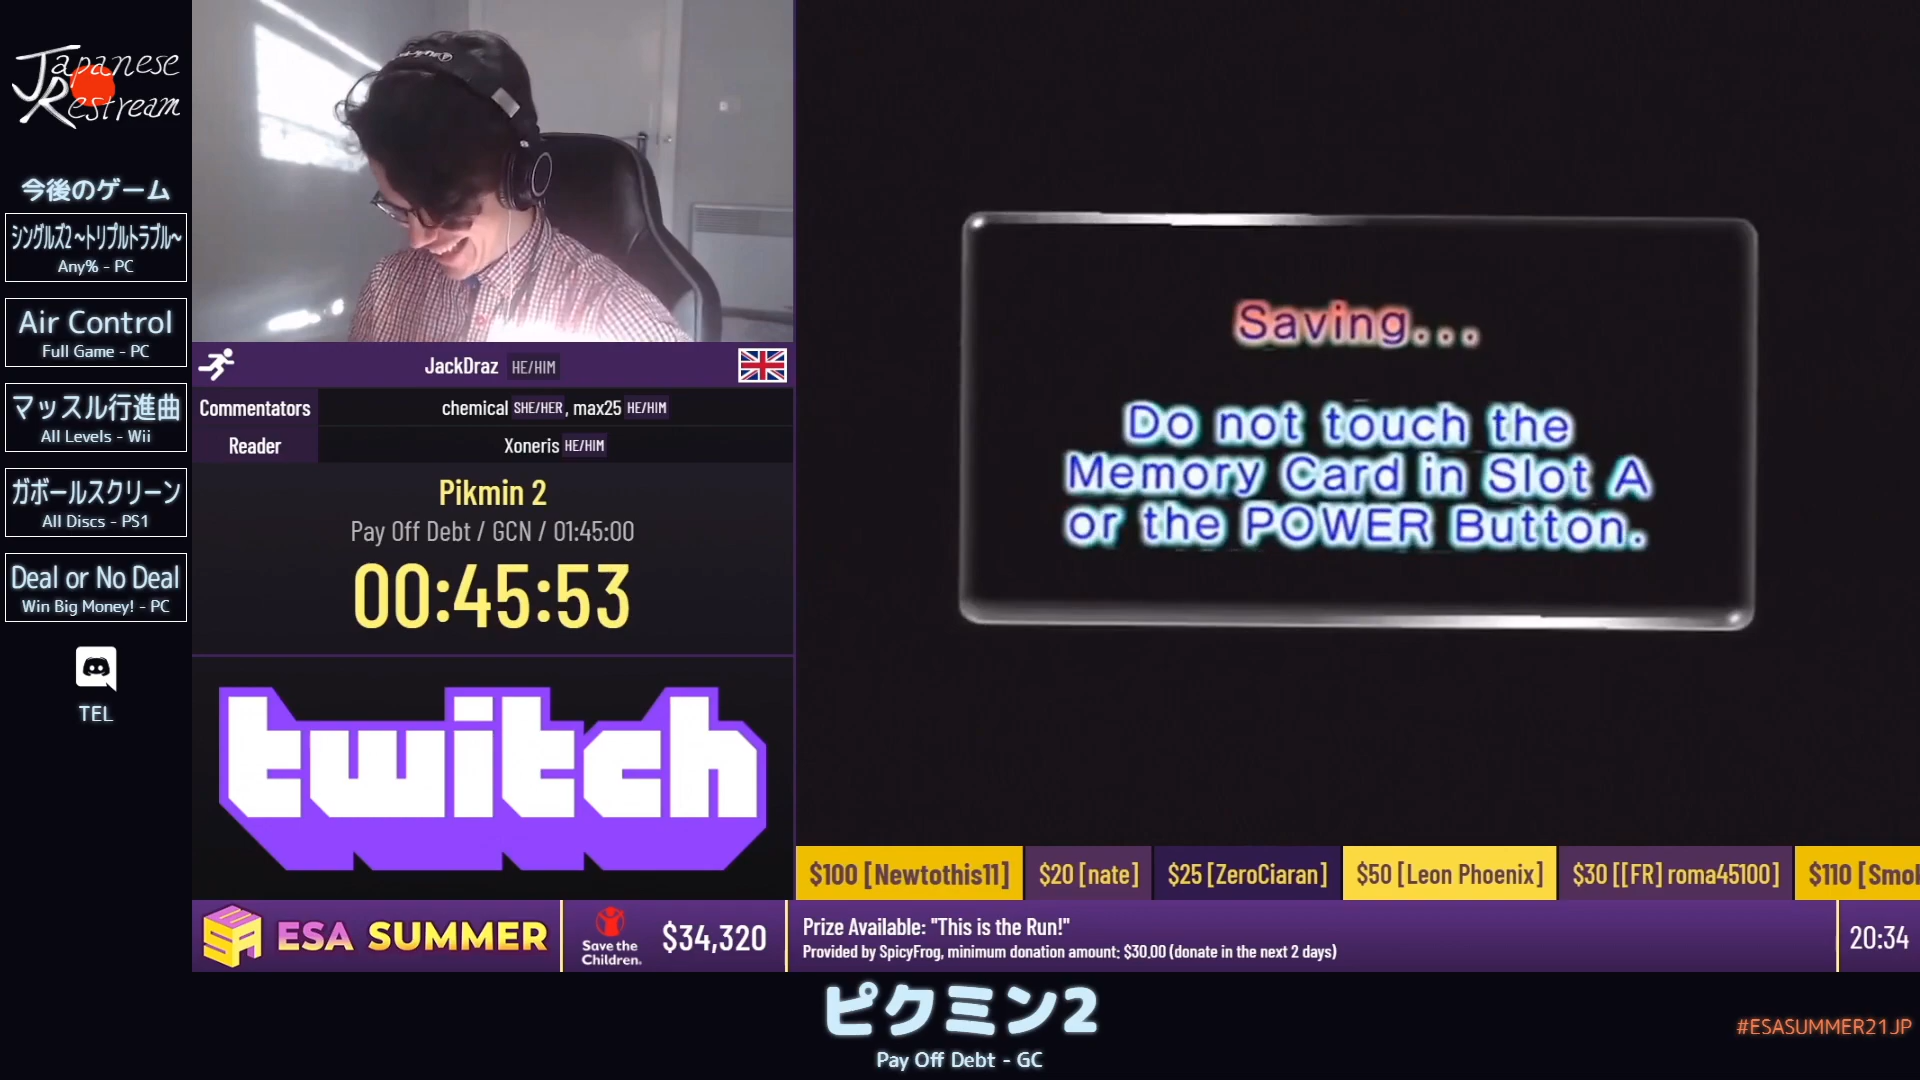 Japanese
Restream
今後のゲーム
シングルズ2～トリプルトラブル～
Any% - PC
Air Control
Full Game - PC
マッスル行進曲
All Levels - Wii
ガボールスクリーン
All Discs - PS1
Deal or No Deal
Win Big Money! - PC
TEL
JackDraz HE/HIM
Commentators chemical SHE/HER, max25 HE/HIM
Reader Xoneris HE/HIM
Pikmin 2
Pay Off Debt / GCN / 01:45:00
00:45:53
twitch
Saving...
Do not touch the
Memory Card in Slot A
or the POWER Button.
$100 [Newtothis11] $20 [nate] $25 [ZeroCiaran] $50 [Leon Phoenix] $30 [[FR] roma45100] $110 [Smok
ESA SUMMER
Save the
Children.
$34,320
Prize Available: "This is the Run!"
Provided by SpicyFrog, minimum donation amount: $30.00 (donate in the next 2 days)
20:34
ピクミン2
Pay Off Debt - GC
#ESASUMMER21JP